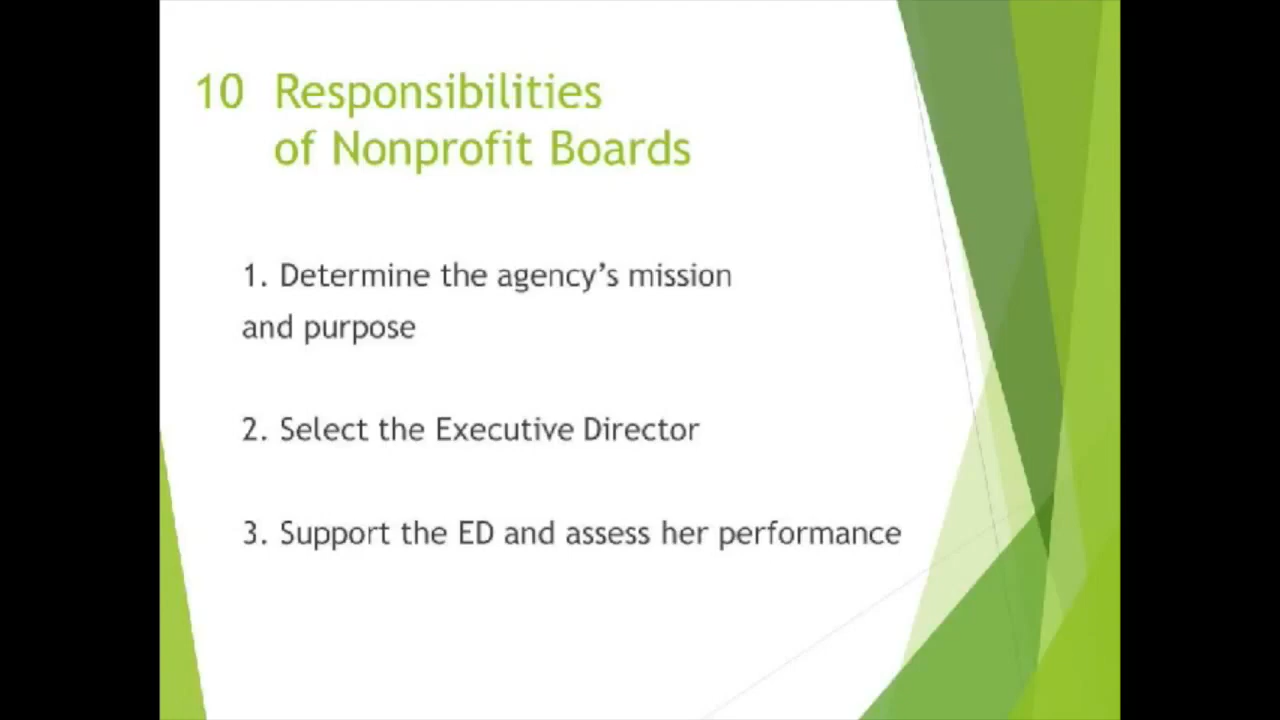 10 Responsibilities
of Nonprofit Boards
1. Determine the agency’s mission
and purpose
2. Select the Executive Director
3. Support the ED and assess her performance